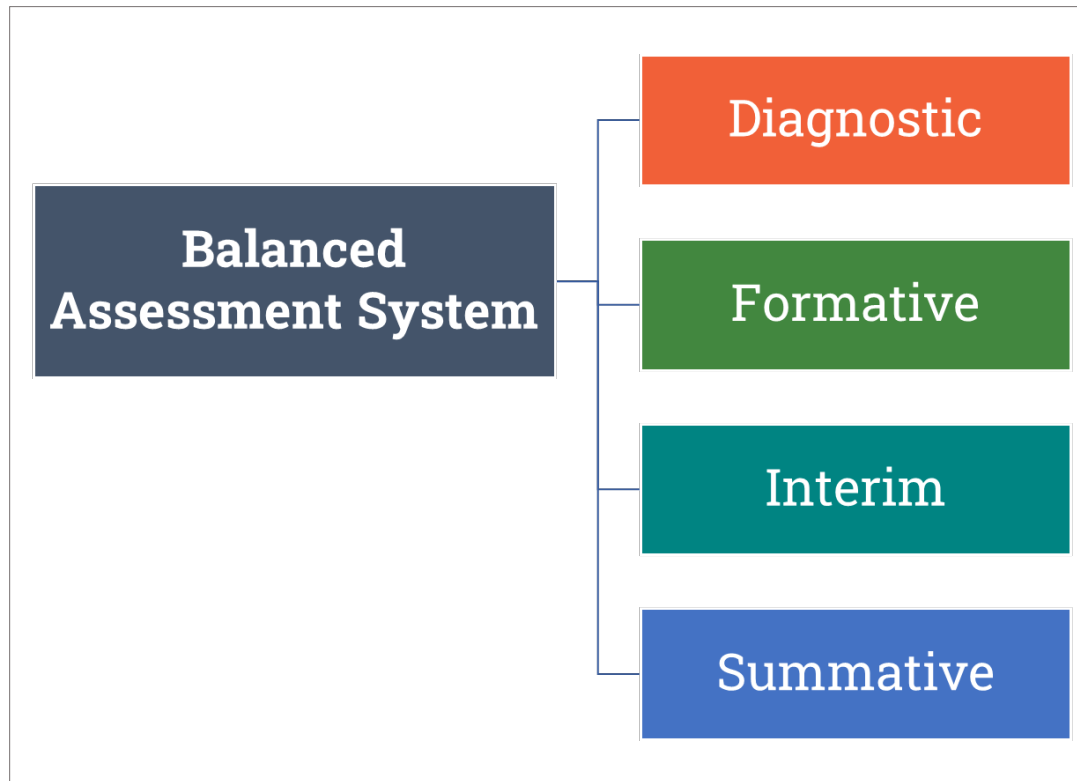 Balanced
Assessment System
Diagnostic
Formative
Interim
Summative